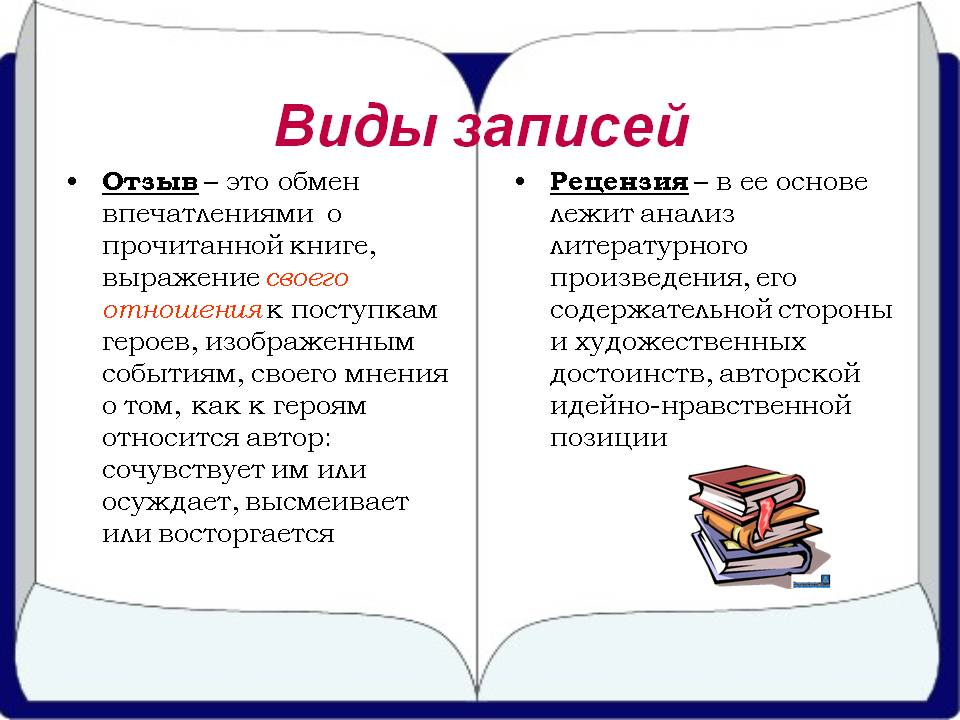 Виды записей
• Отзыв – это обмен
впечатлениями о
прочитанной книге,
выражение своего
отношения к поступкам
героев, изображенным
событиям, своего мнения
о том, как к героям
относится автор:
сочувствует им или
осуждает, высмеивает
или восторгается
• Рецензия – в ее основе
лежит анализ
литературного
произведения, его
содержательной стороны
и художественных
достоинств, авторской
идейно-нравственной
позиции